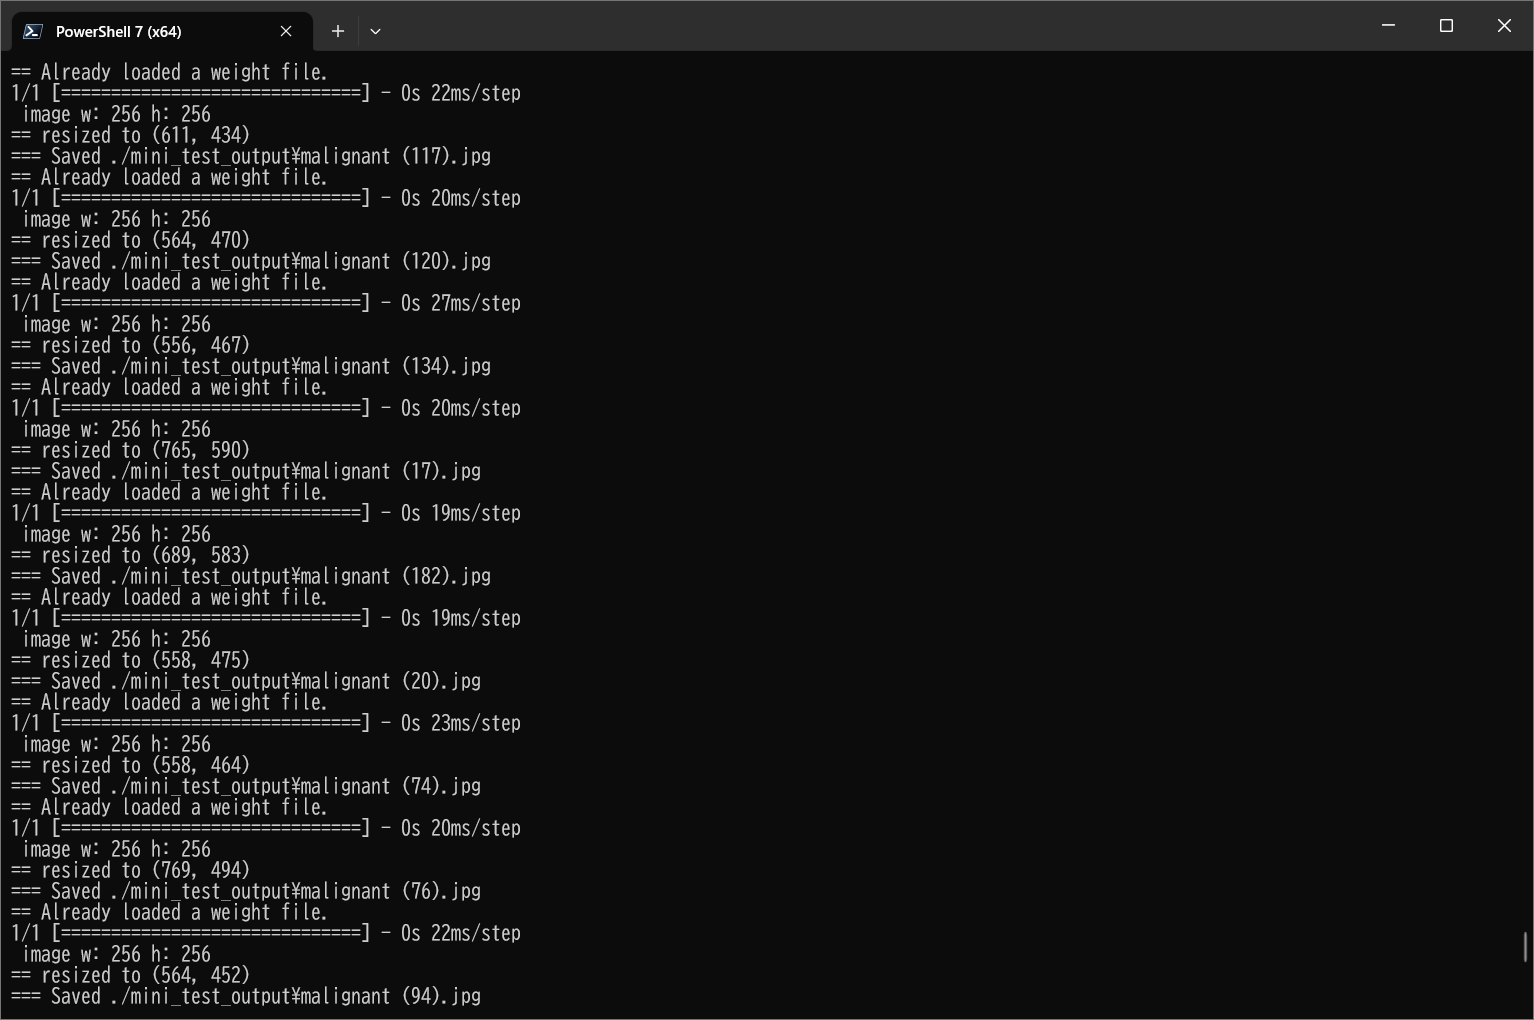 PowerShell 7 (x64)
== Already loaded a weight file.
1/1 [==============================] - 0s 22ms/step
 image w: 256 h: 256
== resized to (611, 434)
=== Saved ./mini_test_output¥malignant (117).jpg
== Already loaded a weight file.
1/1 [==============================] - 0s 20ms/step
 image w: 256 h: 256
== resized to (564, 470)
=== Saved ./mini_test_output¥malignant (120).jpg
== Already loaded a weight file.
1/1 [==============================] - 0s 27ms/step
 image w: 256 h: 256
== resized to (556, 467)
=== Saved ./mini_test_output¥malignant (134).jpg
== Already loaded a weight file.
1/1 [==============================] - 0s 20ms/step
 image w: 256 h: 256
== resized to (765, 590)
=== Saved ./mini_test_output¥malignant (17).jpg
== Already loaded a weight file.
1/1 [==============================] - 0s 19ms/step
 image w: 256 h: 256
== resized to (689, 583)
=== Saved ./mini_test_output¥malignant (182).jpg
== Already loaded a weight file.
1/1 [==============================] - 0s 19ms/step
 image w: 256 h: 256
== resized to (558, 475)
=== Saved ./mini_test_output¥malignant (20).jpg
== Already loaded a weight file.
1/1 [==============================] - 0s 23ms/step
 image w: 256 h: 256
== resized to (558, 464)
=== Saved ./mini_test_output¥malignant (74).jpg
== Already loaded a weight file.
1/1 [==============================] - 0s 20ms/step
 image w: 256 h: 256
== resized to (769, 494)
=== Saved ./mini_test_output¥malignant (76).jpg
== Already loaded a weight file.
1/1 [==============================] - 0s 22ms/step
 image w: 256 h: 256
== resized to (564, 452)
=== Saved ./mini_test_output¥malignant (94).jpg